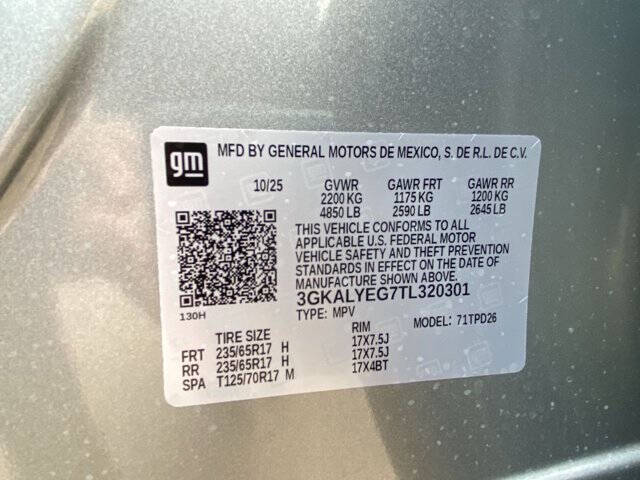 gm
MFD BY GENERAL MOTORS DE MEXICO, S. DE R.L. DE C.V.
10/25 GVWR GAWR FRT GAWR RR
2200 KG 1175 KG 1200 KG
4850 LB 2590 LB 2645 LB
THIS VEHICLE CONFORMS TO ALL
APPLICABLE U.S. FEDERAL MOTOR
VEHICLE SAFETY AND THEFT PREVENTION
STANDARDS IN EFFECT ON THE DATE OF
MANUFACTURE SHOWN ABOVE.
3GKALYEG7TL320301
130H
TYPE: MPV MODEL: 71TPD26
TIRE SIZE RIM
FRT 235/65R17 H 17X7.5J
RR 235/65R17 H 17X7.5J
SPA T125/70R17 M 17X4BT